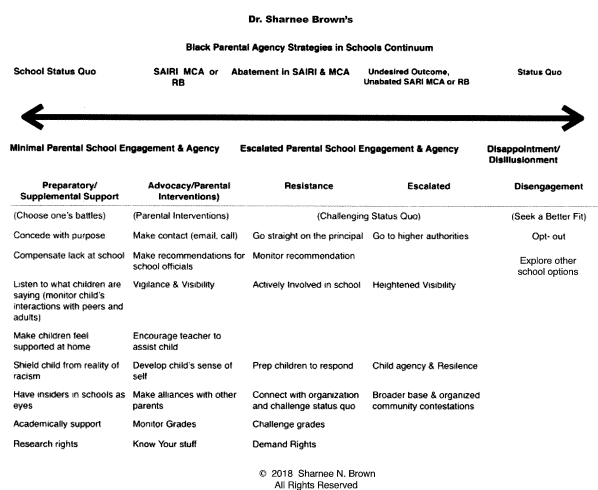 Dr. Sharnee Brown's
Black Parental Agency Strategies in Schools Continuum
School Status Quo
SAIRI MCA or
RB
Abatement in SAIRI & MCA
Undesired Outcome,
Unabated SARI MCA or RB
Status Quo
Minimal Parental School Engagement & Agency
Escalated Parental School Engagement & Agency
Disappointment/
Disillusionment
Preparatory/
Supplemental Support
Advocacy/Parental
Interventions)
Resistance
Escalated
Disengagement
(Choose one's battles)
(Parental Interventions)
(Challenging Status Quo)
(Seek a Better Fit)
Concede with purpose
Make contact (email, call)
Go straight on the principal
Go to higher authorities
Opt- out
Compensate lack at school
Make recommendations for
school officials
Monitor recommendation
Explore other
school options
Listen to what children are
saying (monitor child's
interactions with peers and
adults)
Vigilance & Visibility
Actively Involved in school
Heightened Visibility
Make children feel
supported at home
Encourage teacher to
assist child
Shield child from reality of
racism
Develop child's sense of
self
Prep children to respond
Child agency & Resilence
Have insiders in schools as
eyes
Make alliances with other
parents
Connect with organization
and challenge status quo
Broader base & organized
community contestations
Academically support
Monitor Grades
Challenge grades
Research rights
Know Your stuff
Demand Rights
© 2018 Sharnee N. Brown
All Rights Reserved